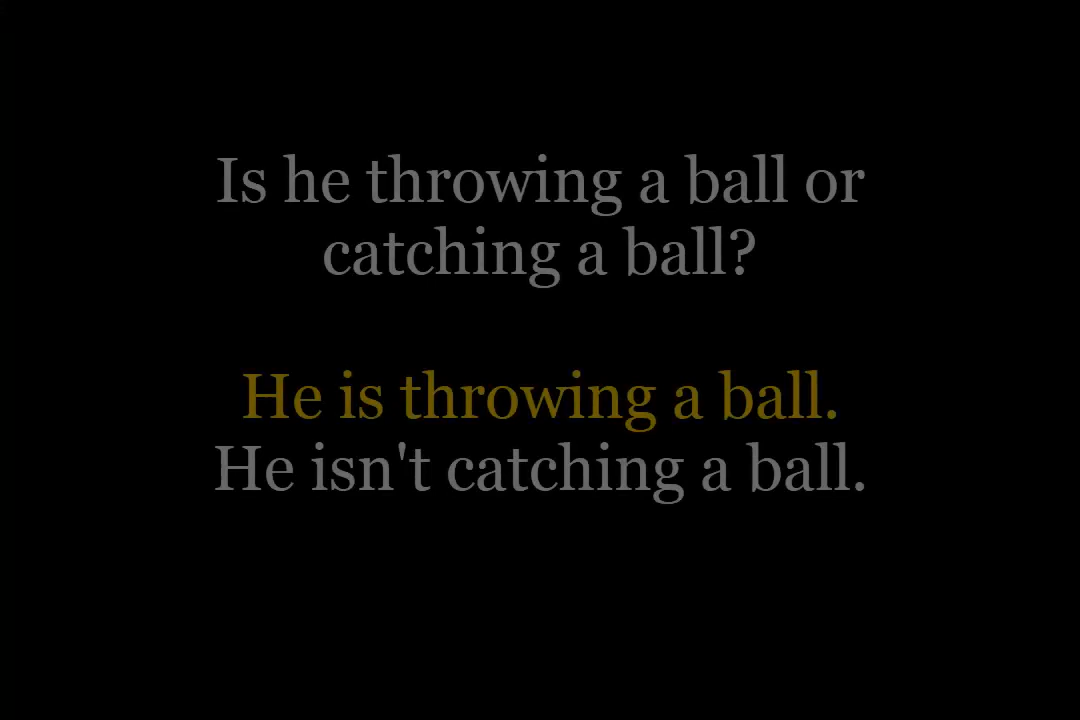 Is he throwing a ball or
catching a ball?
He is throwing a ball.
He isn't catching a ball.